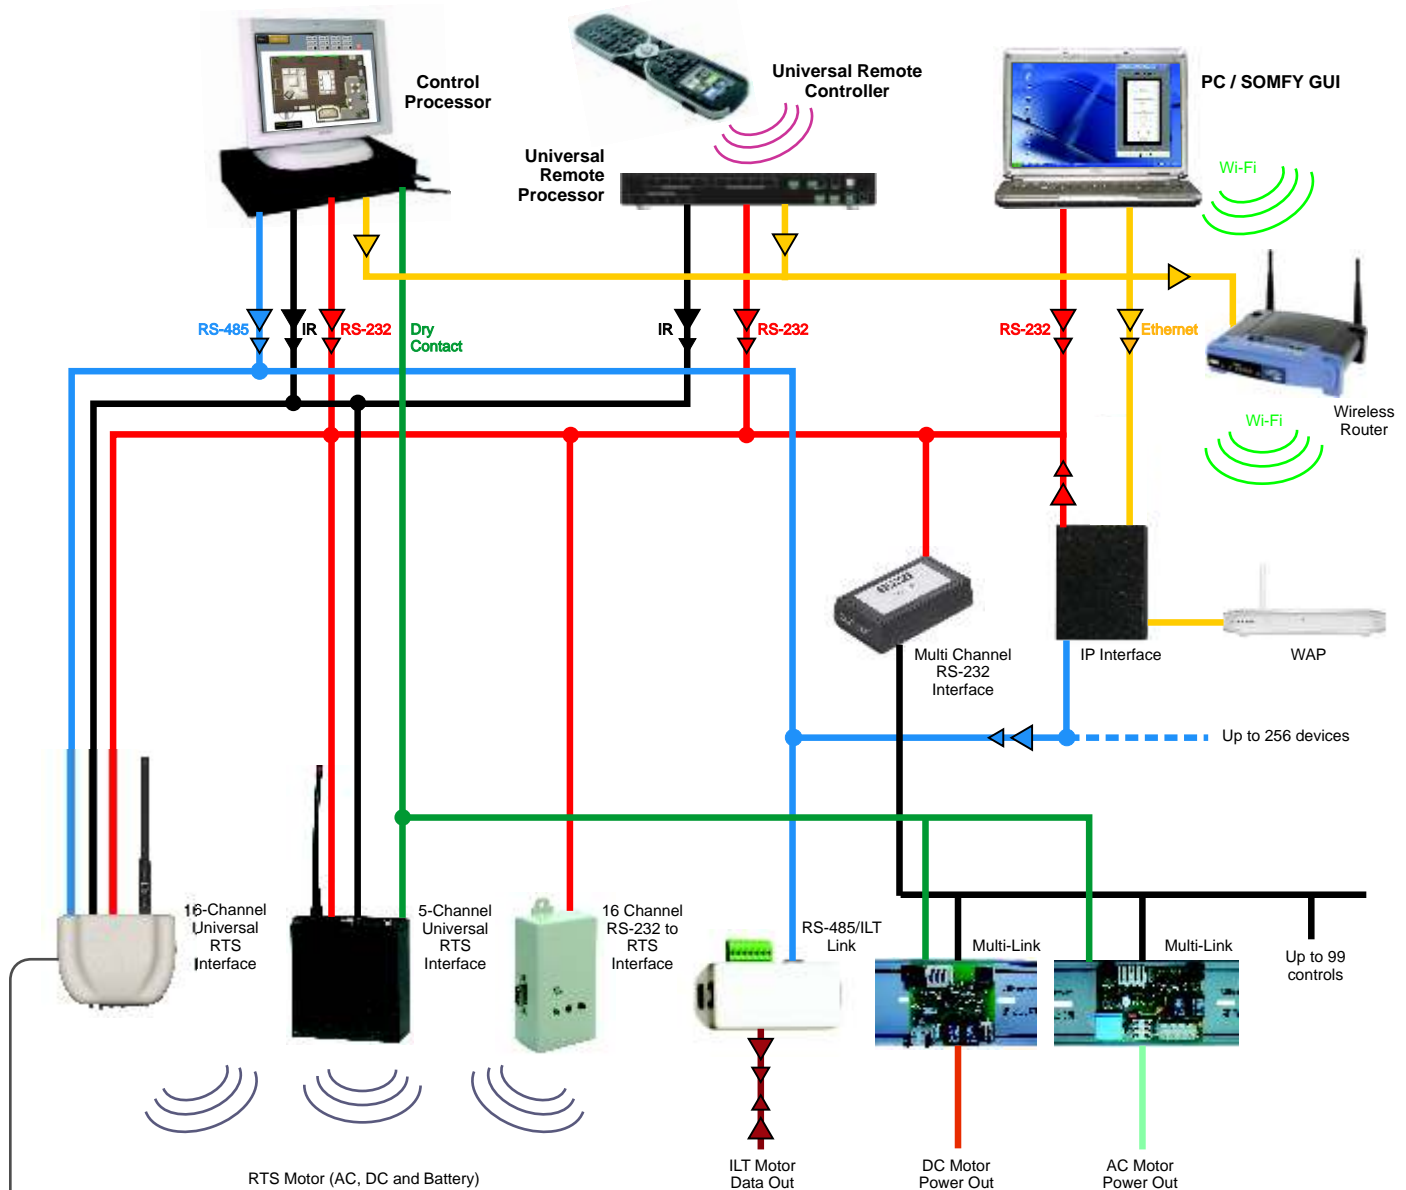 Control
Processor
Universal Remote
Controller
PC / SOMFY GUI
Universal
Remote
Processor
Wi-Fi
RS-485
IR
RS-232
Dry
Contact
IR
RS-232
RS-232
Ethernet
Wireless
Router
Wi-Fi
Multi Channel
RS-232
Interface
IP Interface
WAP
Up to 256 devices
16-Channel
Universal
RTS
Interface
5-Channel
Universal
RTS
Interface
16 Channel
RS-232 to
RTS
Interface
RS-485/ILT
Link
Multi-Link
Multi-Link
Up to 99
controls
RTS Motor (AC, DC and Battery)
ILT Motor
Data Out
DC Motor
Power Out
AC Motor
Power Out